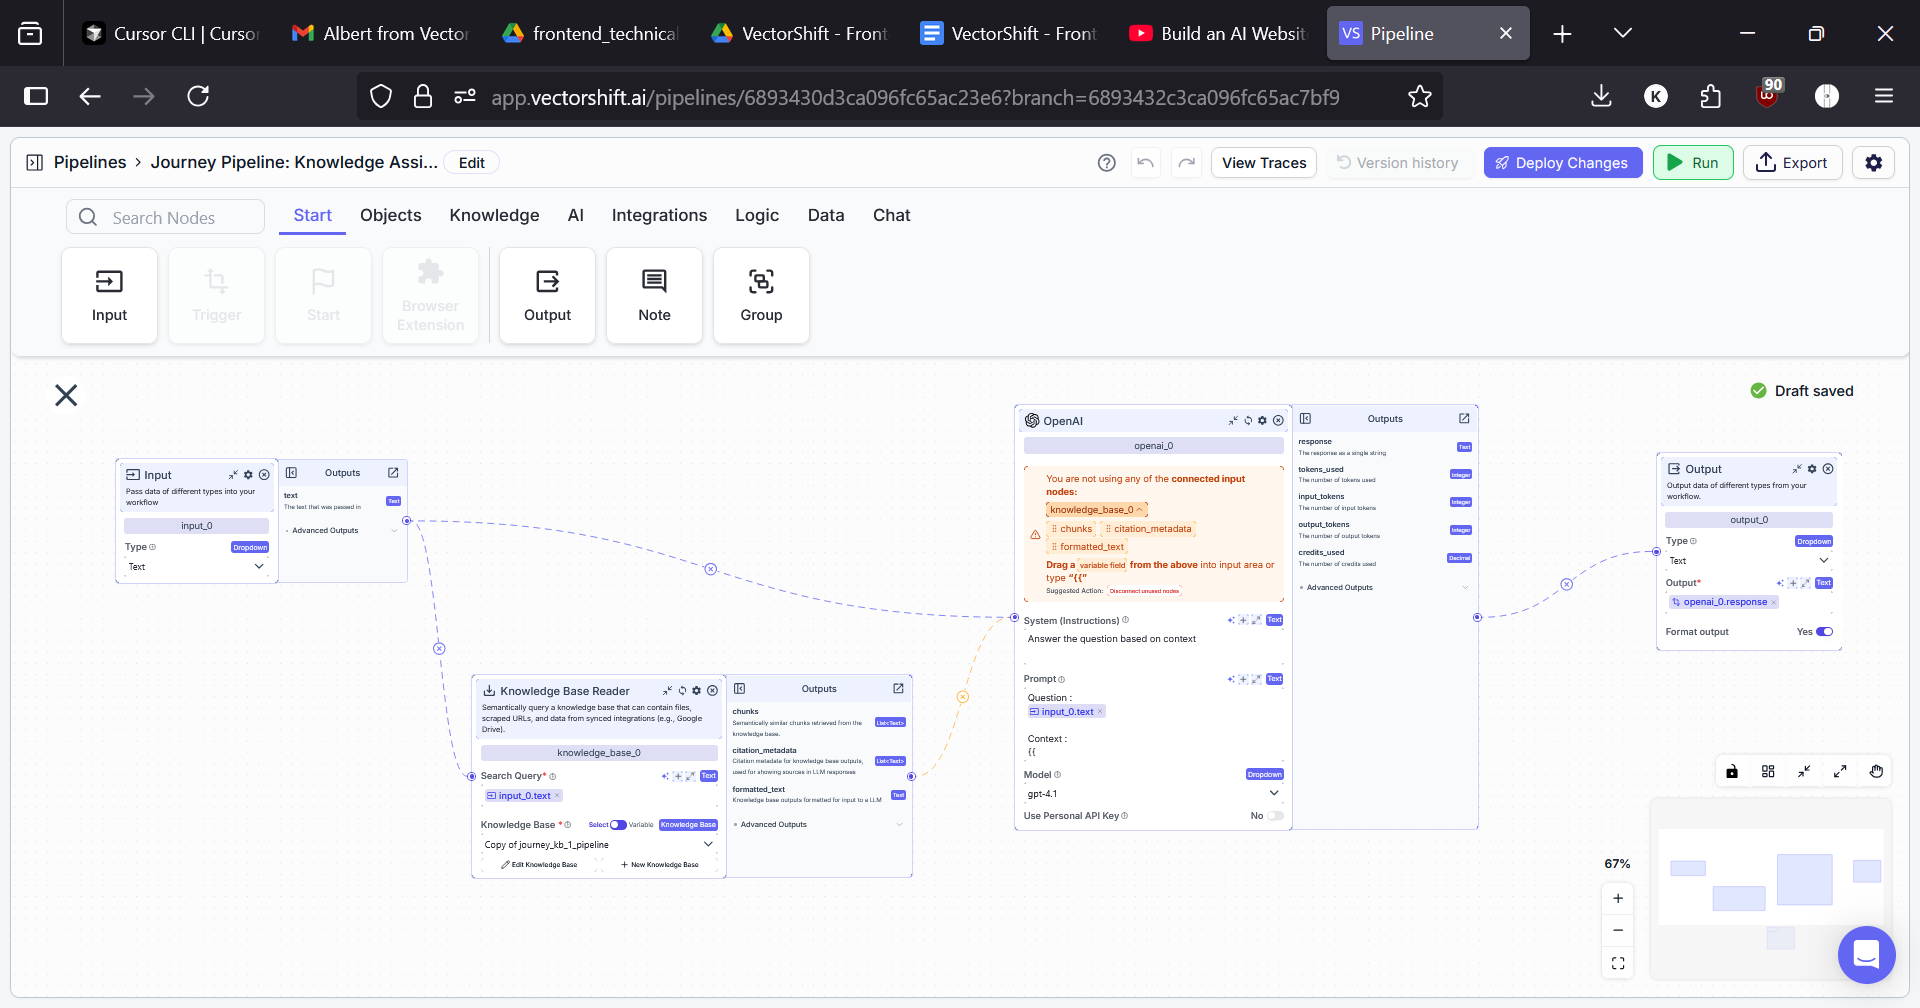 Cursor CLI | Curso
Albert from Vector
frontend_technical
VectorShift - Front
VectorShift - Front
Build an AI Websit
VS Pipeline
app.vectorshift.ai/pipelines/6893430d3ca096fc65ac23e6?branch=6893432c3ca096fc65ac7bf9
K
90
Pipelines > Journey Pipeline: Knowledge Assi... Edit
View Traces
Version history
Deploy Changes
Run
Export
Search Nodes
Start
Objects
Knowledge
AI
Integrations
Logic
Data
Chat
Input
Trigger
Start
Browser
Extension
Output
Note
Group
Draft saved
Input
Pass data of different types into your
workflow
input_0
Type Dropdown
Text
Outputs
text
The text that was passed in
Text
Advanced Outputs
Knowledge Base Reader
Semantically query a knowledge base that can contain files,
scraped URLs, and data from synced integrations (e.g., Google
Drive).
knowledge_base_0
Search Query* Text
input_0.text
Knowledge Base * Select Variable Knowledge Base
Copy of journey_kb_1_pipeline
Edit Knowledge Base + New Knowledge Base
Outputs
chunks
Semantically similar chunks retrieved from the
knowledge base.
List<Text>
citation_metadata
Citation metadata for knowledge base outputs,
used for showing sources in LLM responses
List<Text>
formatted_text
Knowledge base outputs formatted for input to a LLM
Text
Advanced Outputs
OpenAI
openai_0
You are not using any of the connected input
nodes:
knowledge_base_0
chunks citation_metadata
formatted_text
Drag a variable field from the above into input area or
type “{{”
Suggested Action: Disconnect unused nodes
System (Instructions) Text
Answer the question based on context
Prompt Text
Question :
input_0.text
Context :
{{
Model Dropdown
gpt-4.1
Use Personal API Key No
Outputs
response
The response as a single string
Text
tokens_used
The number of tokens used
Integer
input_tokens
The number of input tokens
Integer
output_tokens
The number of output tokens
Integer
credits_used
The number of credits used
Decimal
Advanced Outputs
Output
Output data of different types from your
workflow.
output_0
Type Dropdown
Text
Output* Text
openai_0.response
Format output Yes
67%